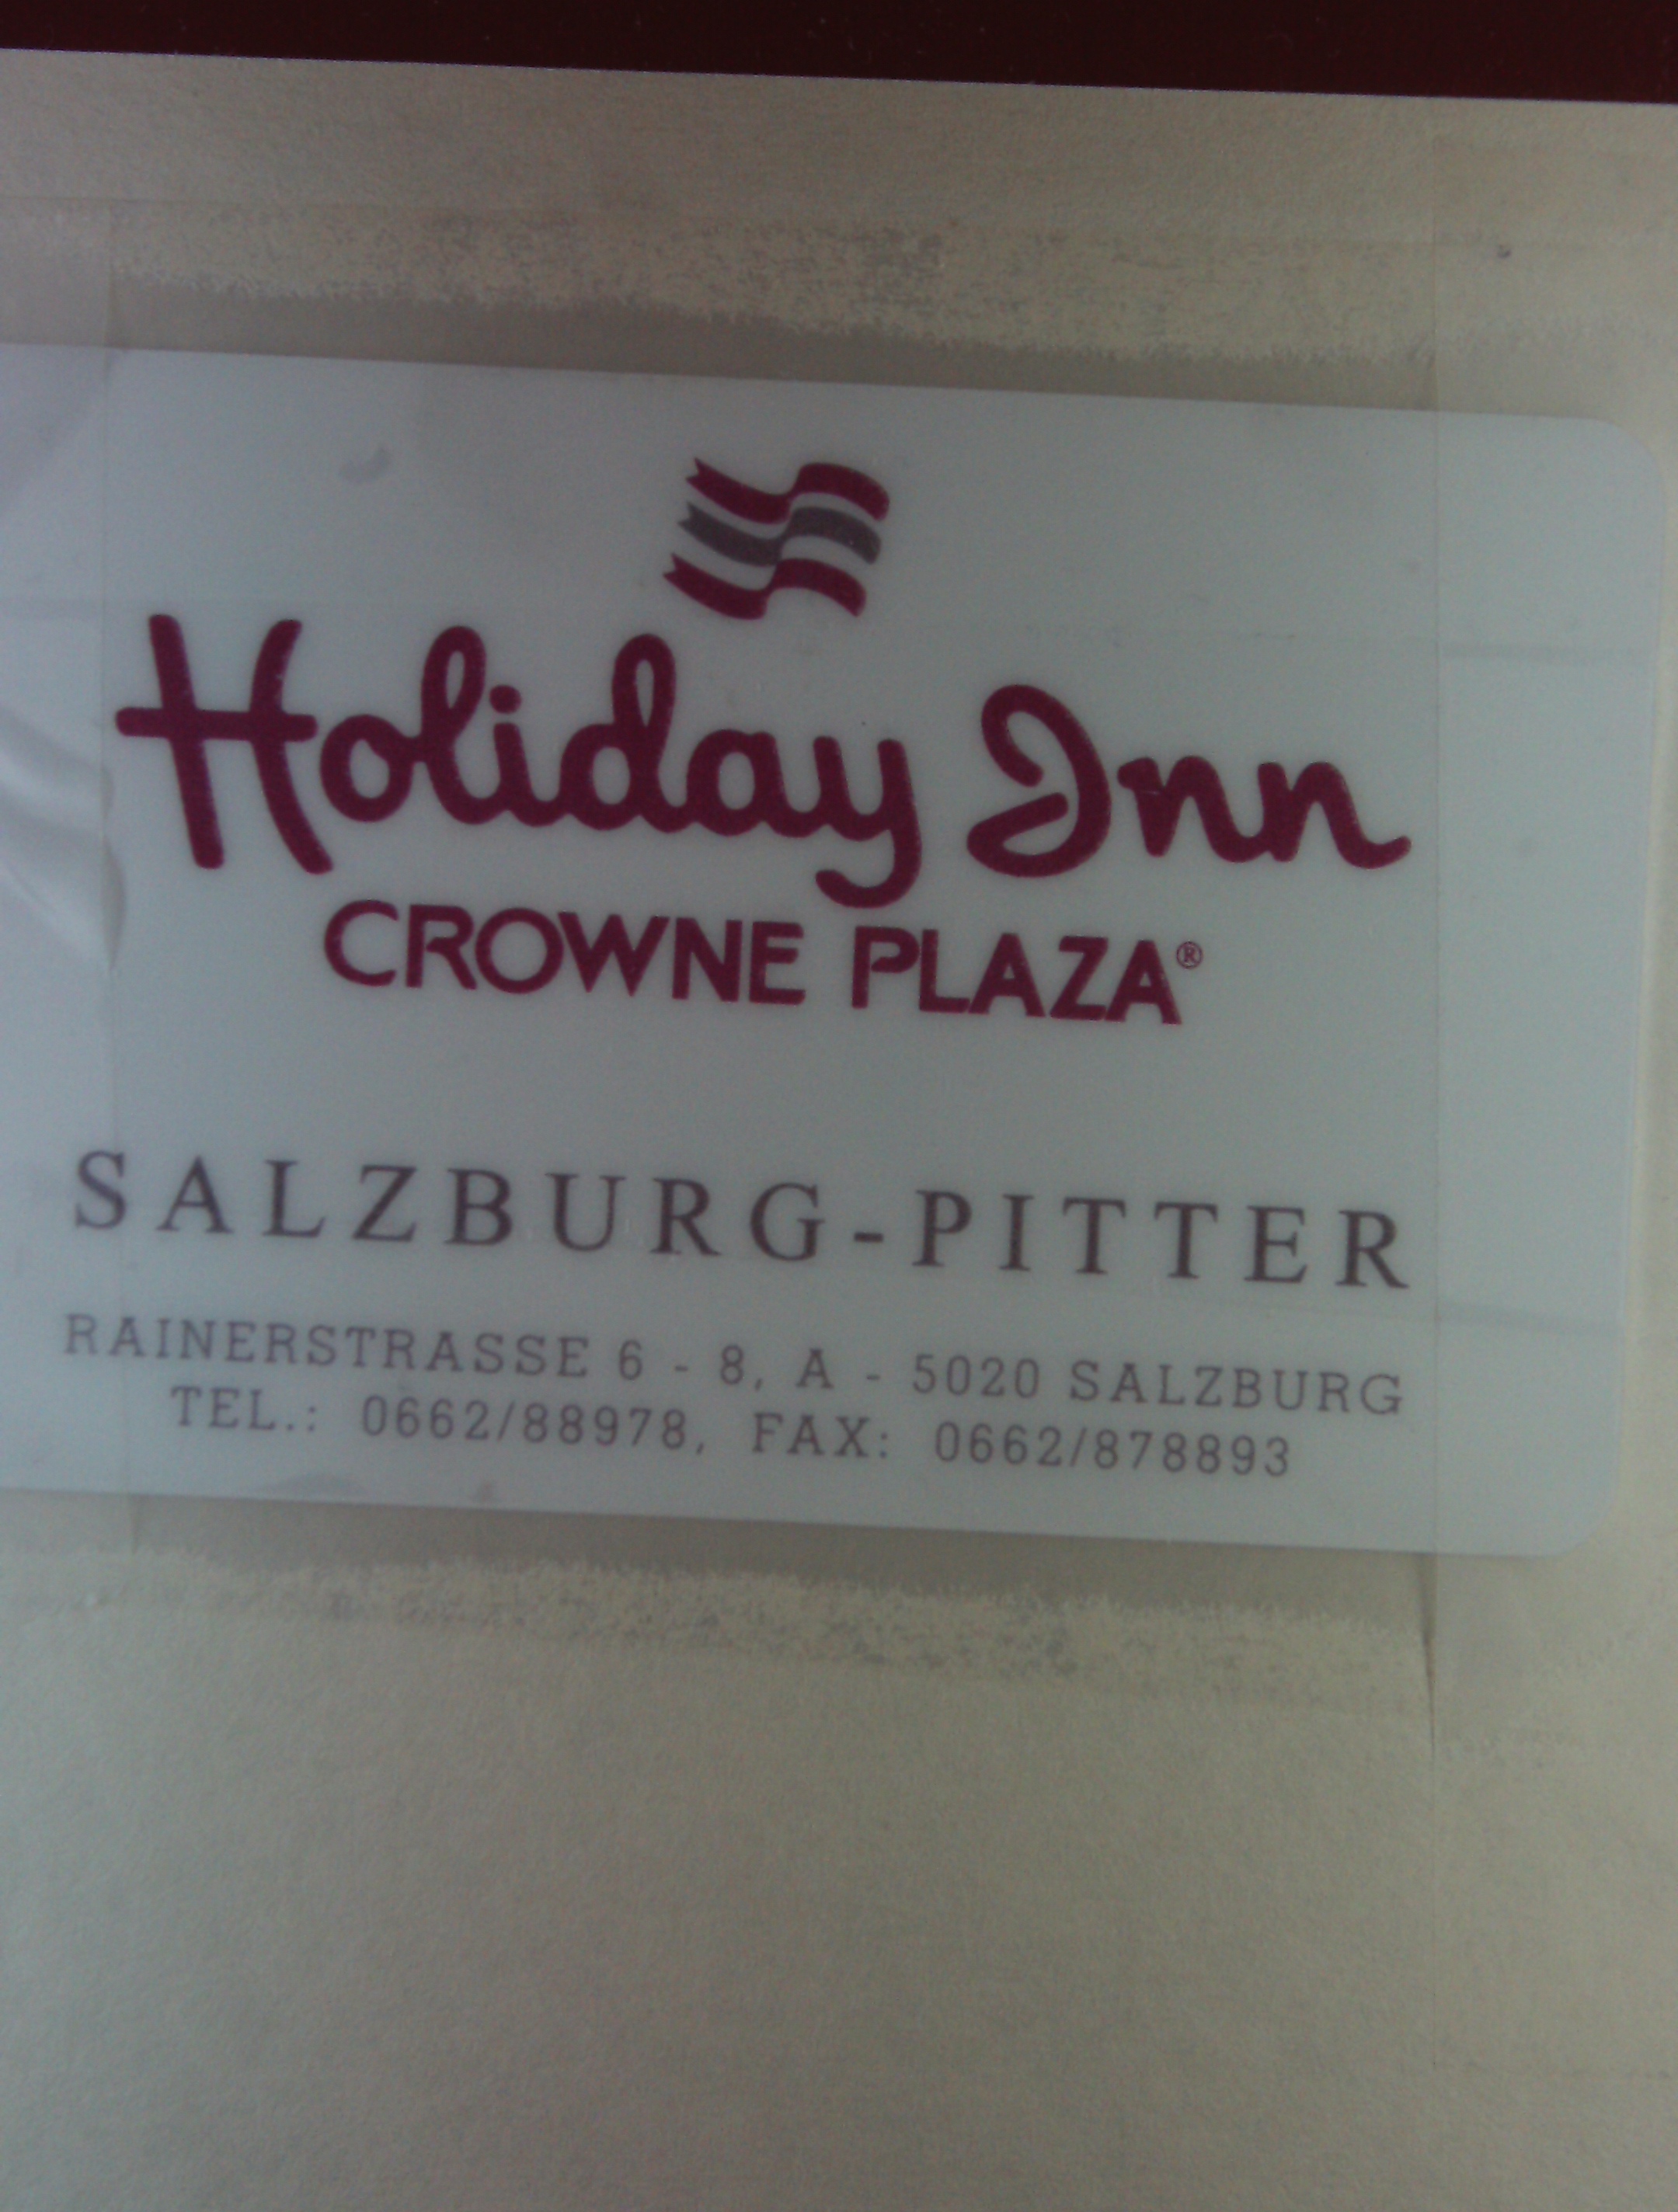 Holiday Inn
CROWNE PLAZA®
SALZBURG-PITTER
RAINERSTRASSE 6 - 8, A - 5020 SALZBURG
TEL.: 0662/88978, FAX: 0662/878893